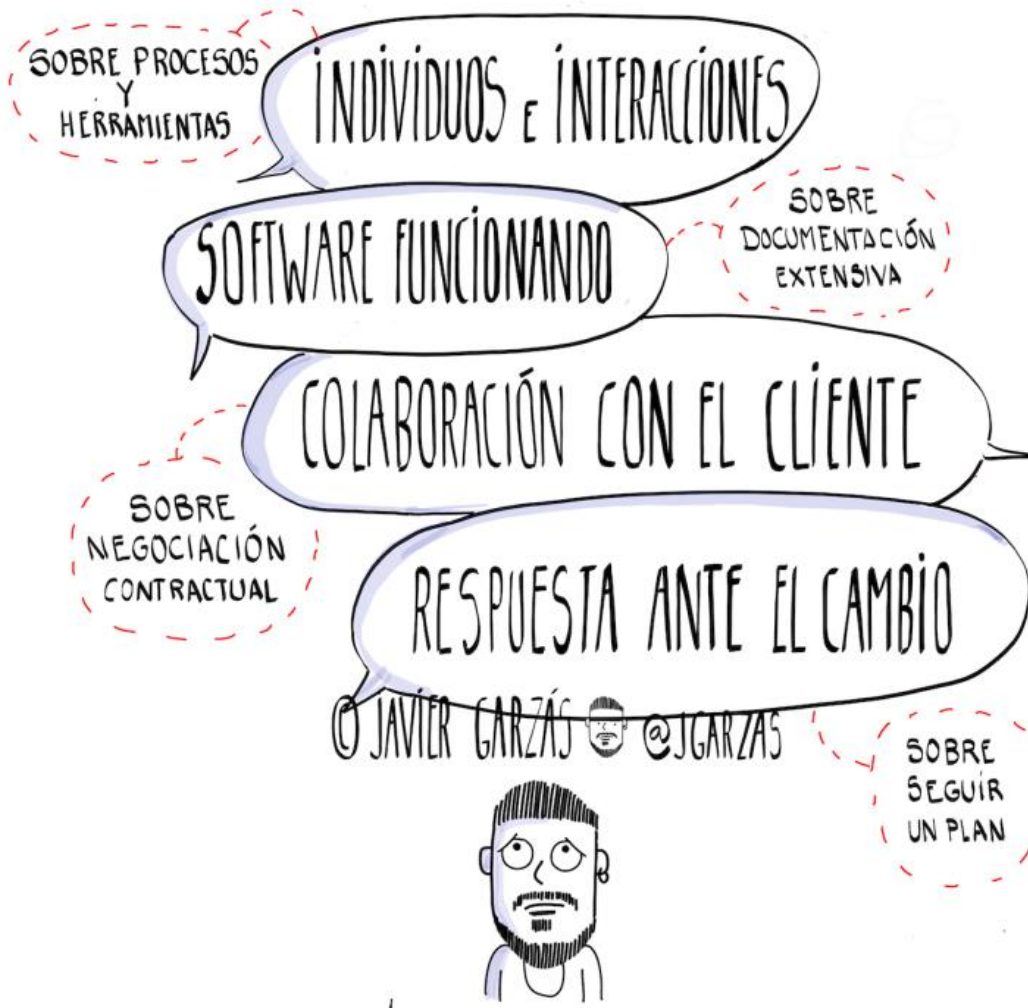 SOBRE PROCESOS
Y
HERRAMIENTAS
INDIVIDUOS E INTERACCIONES
SOFTWARE FUNCIONANDO
SOBRE
DOCUMENTACIÓN
EXTENSIVA
COLABORACIÓN CON EL CLIENTE
SOBRE
NEGOCIACIÓN
CONTRACTUAL
RESPUESTA ANTE EL CAMBIO
SOBRE
SEGUIR
UN PLAN
© JAVIER GARZÁS @JGARZAS